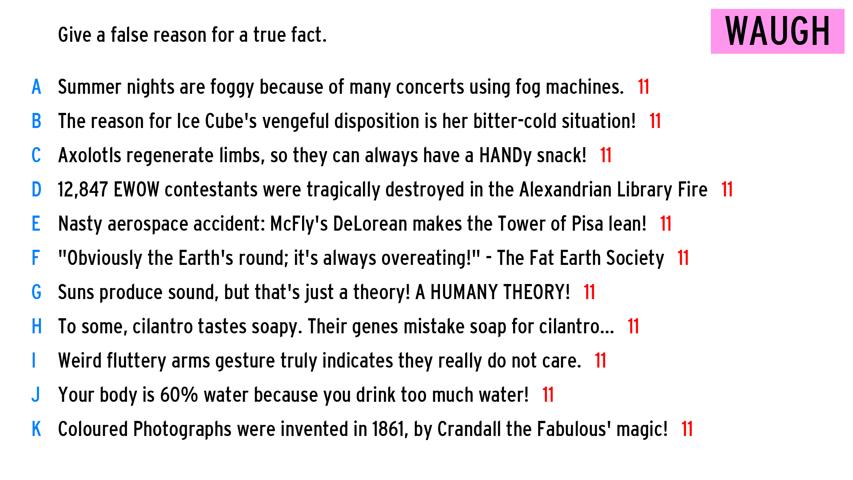 Give a false reason for a true fact.
WAUGH
A Summer nights are foggy because of many concerts using fog machines. 11
B The reason for Ice Cube's vengeful disposition is her bitter-cold situation! 11
C Axolotls regenerate limbs, so they can always have a HANDy snack! 11
D 12,847 EWOW contestants were tragically destroyed in the Alexandrian Library Fire 11
E Nasty aerospace accident: McFly's DeLorean makes the Tower of Pisa lean! 11
F "Obviously the Earth's round; it's always overeating!" - The Fat Earth Society 11
G Suns produce sound, but that's just a theory! A HUMANY THEORY! 11
H To some, cilantro tastes soapy. Their genes mistake soap for cilantro... 11
I Weird fluttery arms gesture truly indicates they really do not care. 11
J Your body is 60% water because you drink too much water! 11
K Coloured Photographs were invented in 1861, by Crandall the Fabulous' magic! 11